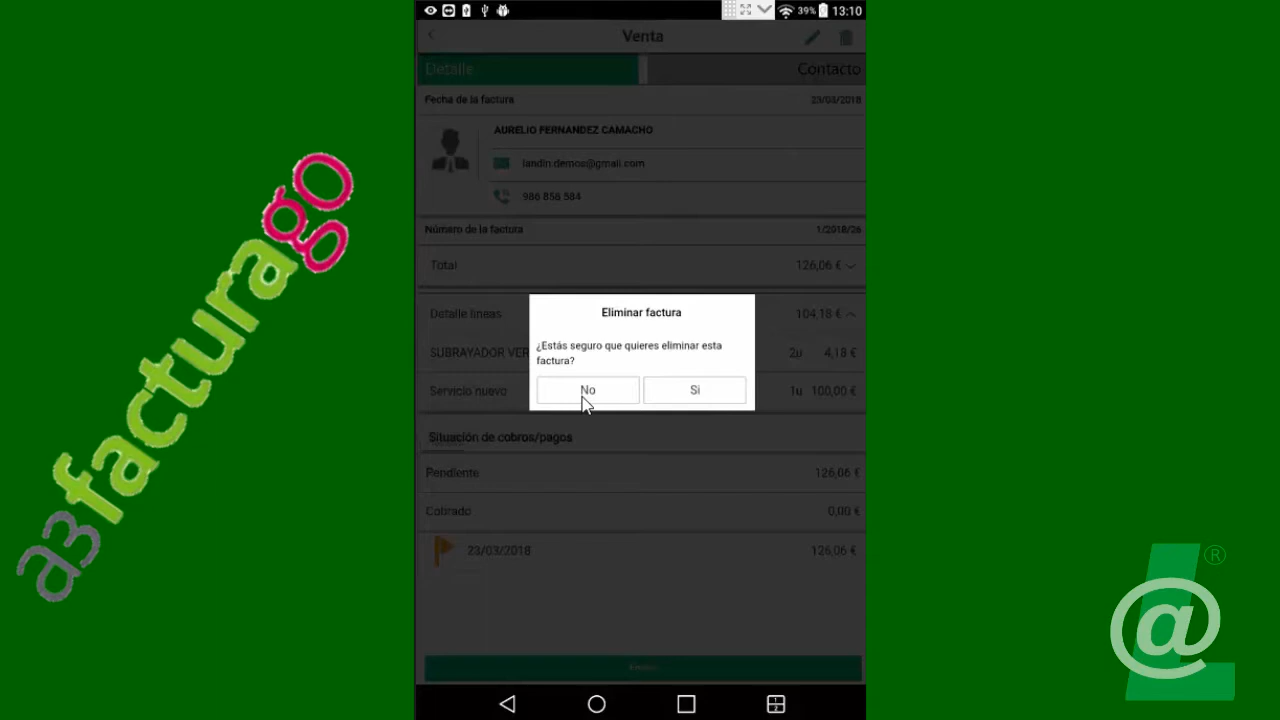 39% 13:10
Venta
Detalle Contacto
Fecha de la factura 23/03/2018
AURELIO FERNANDEZ CAMACHO
landin.demos@gmail.com
986 856 584
Número de la factura 1/2018/26
Total 126,06 €
Detalle lineas 104,18 €
SUBRAYADOR VER 2u 4,18 €
Servicio nuevo 1u 100,00 €
Eliminar factura
¿Estás seguro que quieres eliminar esta
factura?
No Si
Situación de cobros/pagos
Pendiente 126,06 €
Cobrado 0,00 €
23/03/2018 126,06 €
a3facturago
L@®